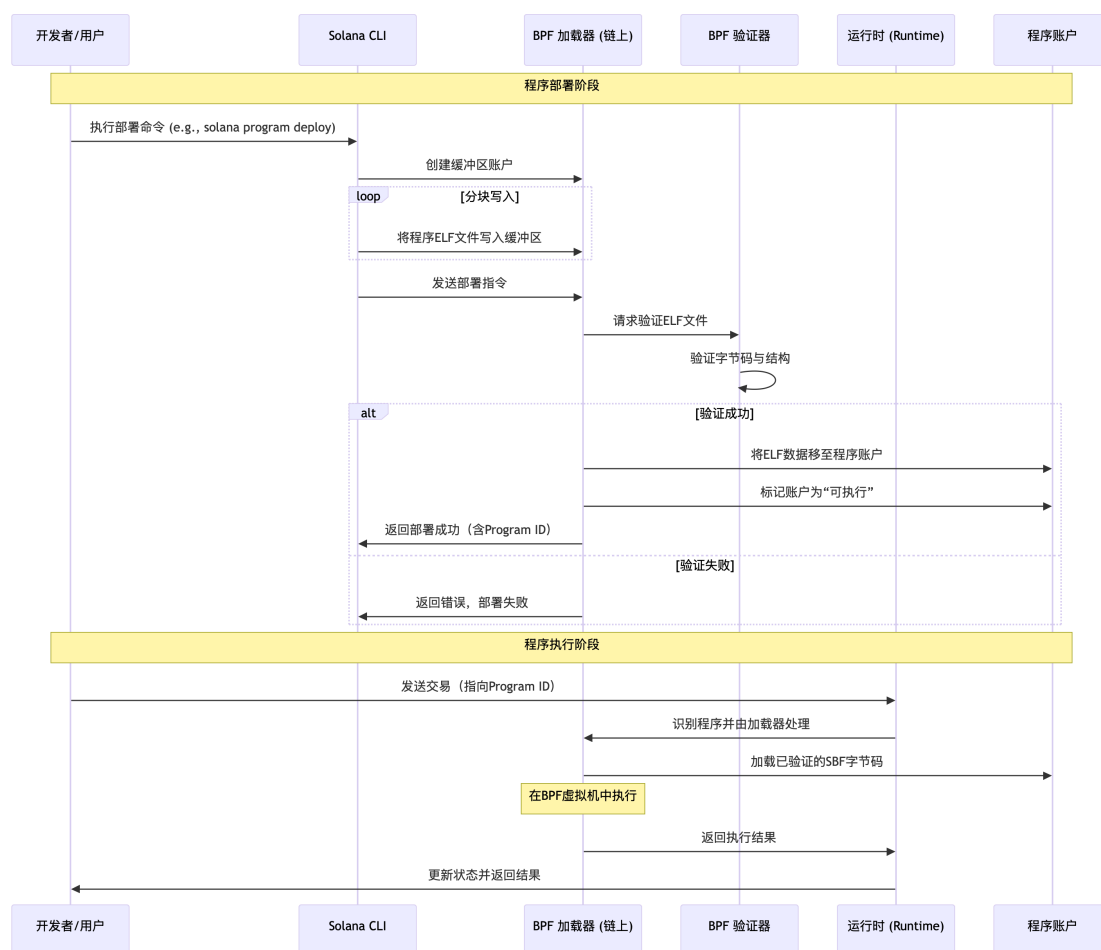 开发者/用户
Solana CLI
BPF 加载器 (链上)
BPF 验证器
运行时 (Runtime)
程序账户
程序部署阶段
执行部署命令 (e.g., solana program deploy)
创建缓冲区账户
loop
[分块写入]
将程序ELF文件写入缓冲区
发送部署指令
请求验证ELF文件
验证字节码与结构
alt
[验证成功]
将ELF数据移至程序账户
标记账户为“可执行”
返回部署成功（含Program ID）
[验证失败]
返回错误，部署失败
程序执行阶段
发送交易（指向Program ID）
识别程序并由加载器处理
加载已验证的SBF字节码
在BPF虚拟机中执行
返回执行结果
更新状态并返回结果
开发者/用户
Solana CLI
BPF 加载器 (链上)
BPF 验证器
运行时 (Runtime)
程序账户